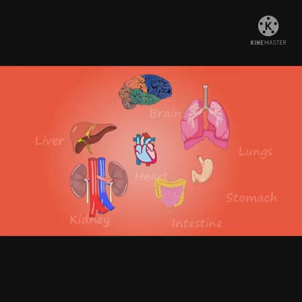 KINEMASTER
Brain
Liver
Lungs
Heart
Stomach
Kidney
Intestine